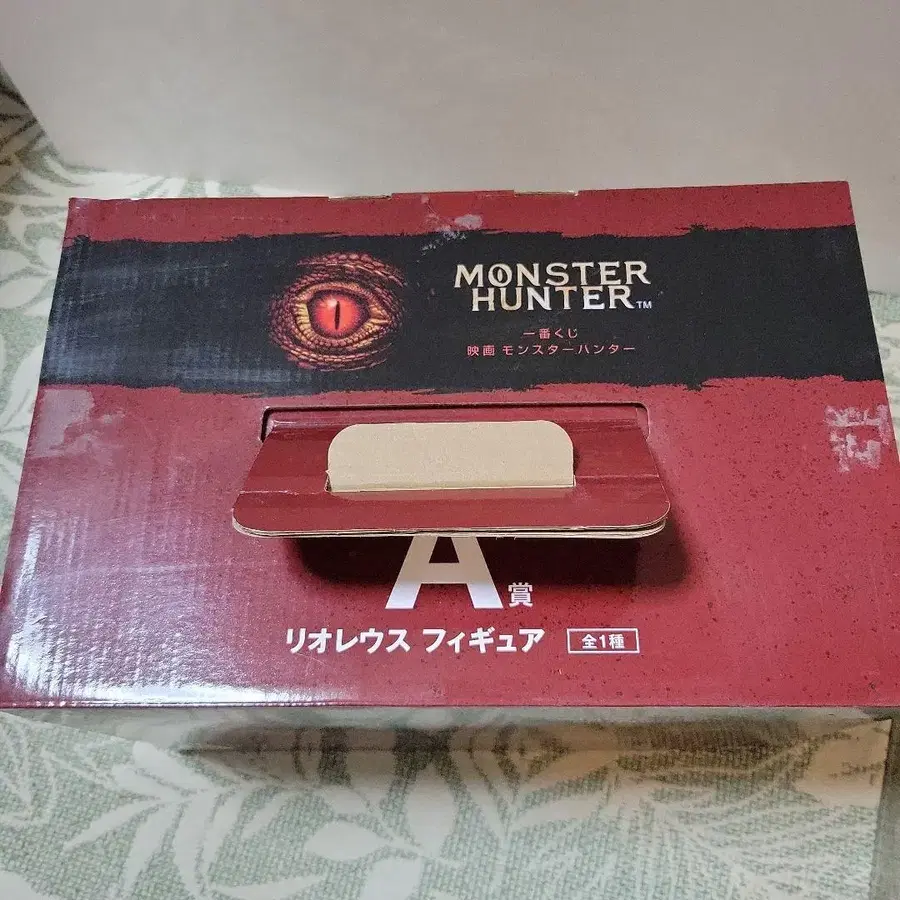 MONSTER
HUNTER™
一番くじ
映画 モンスターハンター
A賞
リオレウス フィギュア 全1種